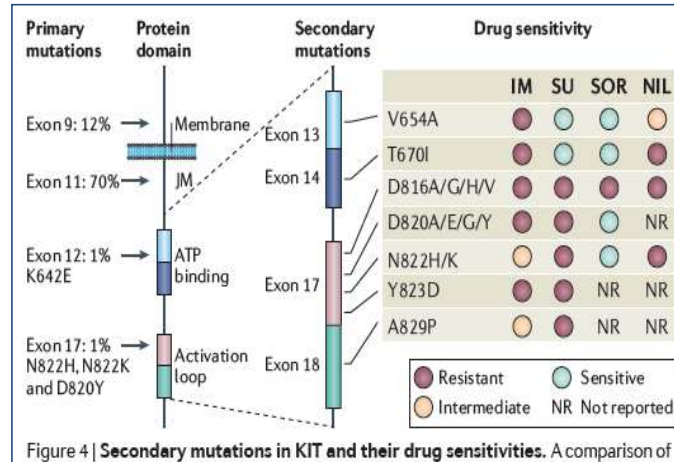 Primary mutations
Protein domain
Secondary mutations
Drug sensitivity
Exon 9: 12%
Membrane
Exon 11: 70%
JM
Exon 12: 1%
K642E
ATP binding
Exon 17: 1%
N822H, N822K
and D820Y
Activation loop
Exon 13
Exon 14
Exon 17
Exon 18
IM SU SOR NIL
V654A
T670I
D816A/G/H/V
D820A/E/G/Y NR
N822H/K
Y823D NR NR
A829P NR NR
Resistant Sensitive
Intermediate NR Not reported
Figure 4 | Secondary mutations in KIT and their drug sensitivities. A comparison of